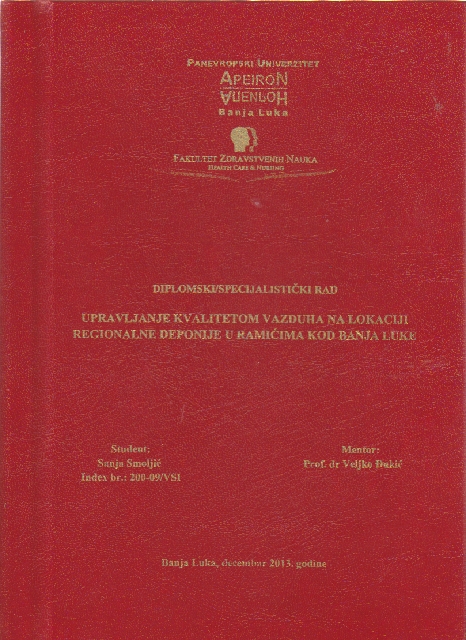 PANEVROPSKI UNIVERZITET
APEIRON
Banja Luka
FAKULTET ZDRAVSTVENIH NAUKA
HEALTH CARE & NURSING
DIPLOMSKI/SPECIJALISTIČKI RAD
UPRAVLJANJE KVALITETOM VAZDUHA NA LOKACIJI
REGIONALNE DEPONIJE U RAMIĆIMA KOD BANJA LUKE
Student:
Sanja Smoljić
Index br.: 200-09/VSI
Mentor:
Prof. dr Veljko Đukić
Banja Luka, decembar 2013. godine